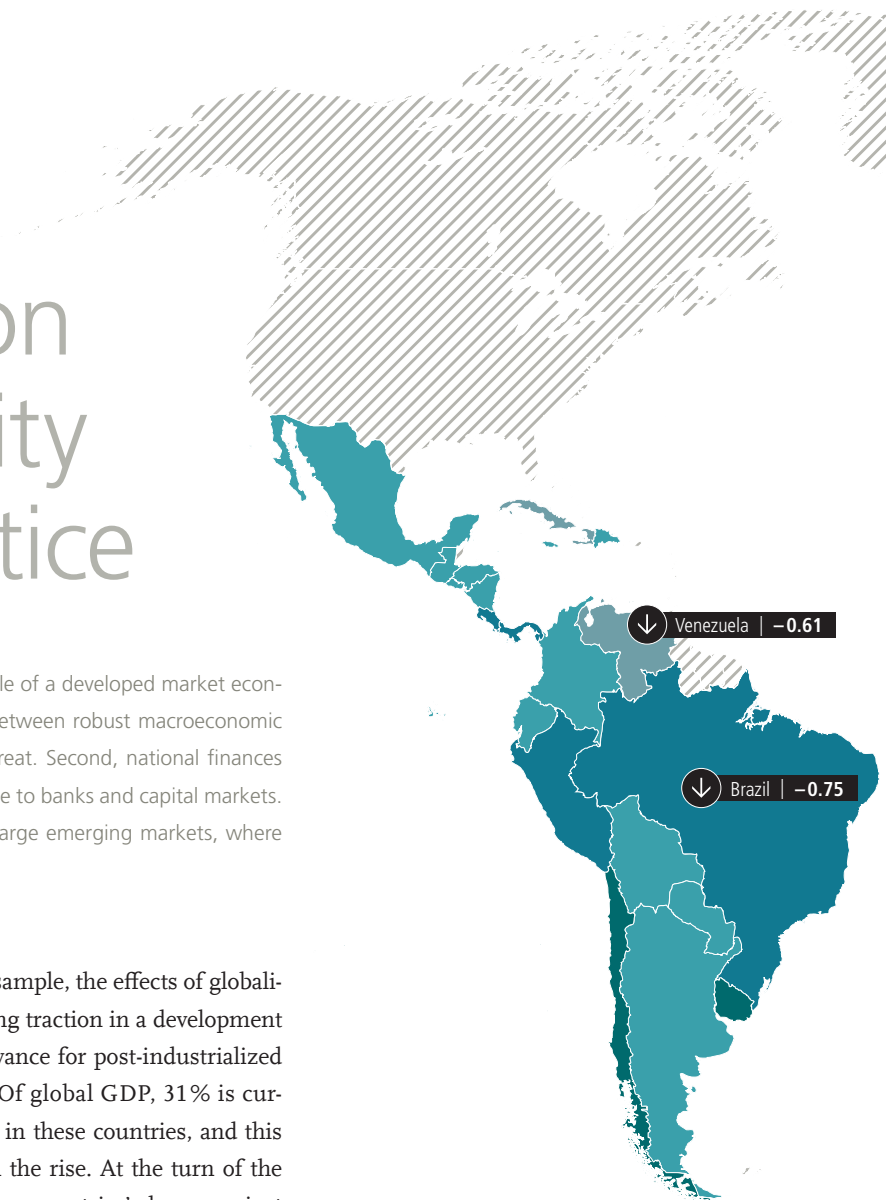 on
ity
tice
le of a developed market econ-
etween robust macroeconomic
reat. Second, national finances
e to banks and capital markets.
arge emerging markets, where
sample, the effects of globali-
ng traction in a development
vance for post-industrialized
Of global GDP, 31% is cur-
in these countries, and this
the rise. At the turn of the
Venezuela | −0.61
Brazil | −0.75